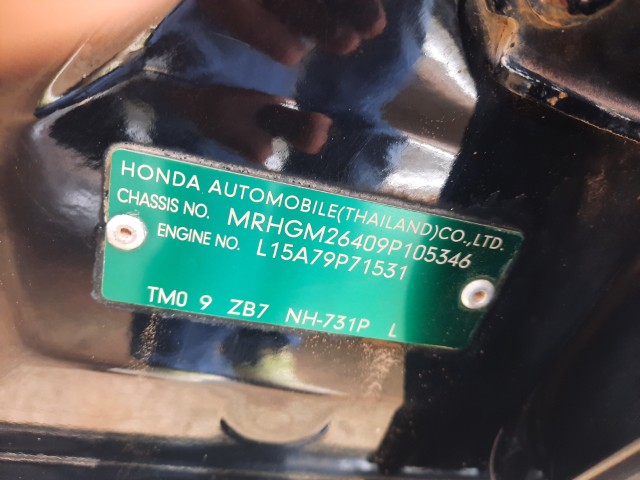 HONDA AUTOMOBILE(THAILAND)CO.,LTD.
CHASSIS NO. MRHGM26409P105346
ENGINE NO. L15A79P71531
TM0 9 ZB7 NH-731P L